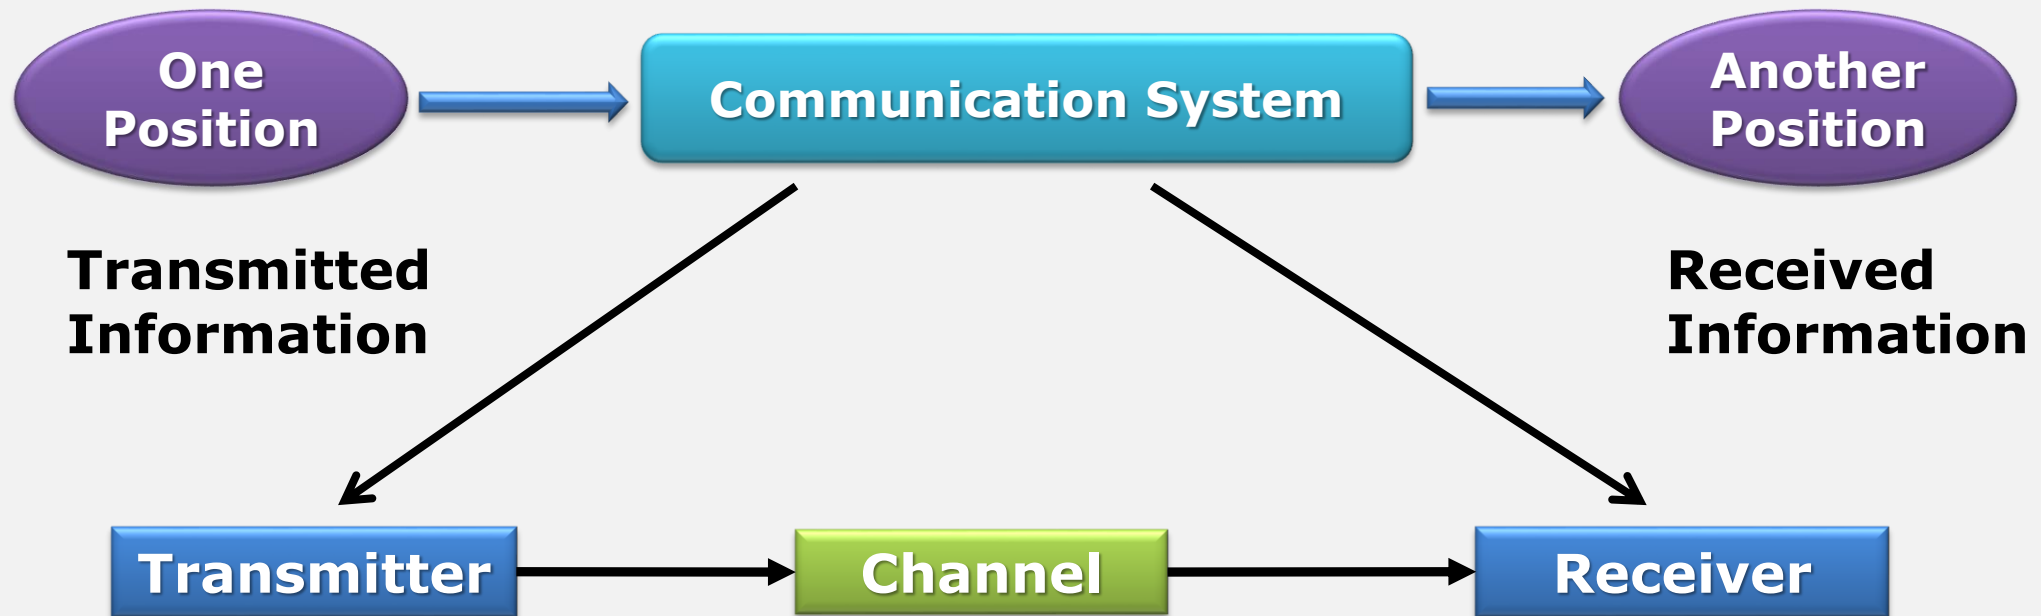 One
Position
Communication System
Another
Position
Transmitted
Information
Received
Information
Transmitter
Channel
Receiver